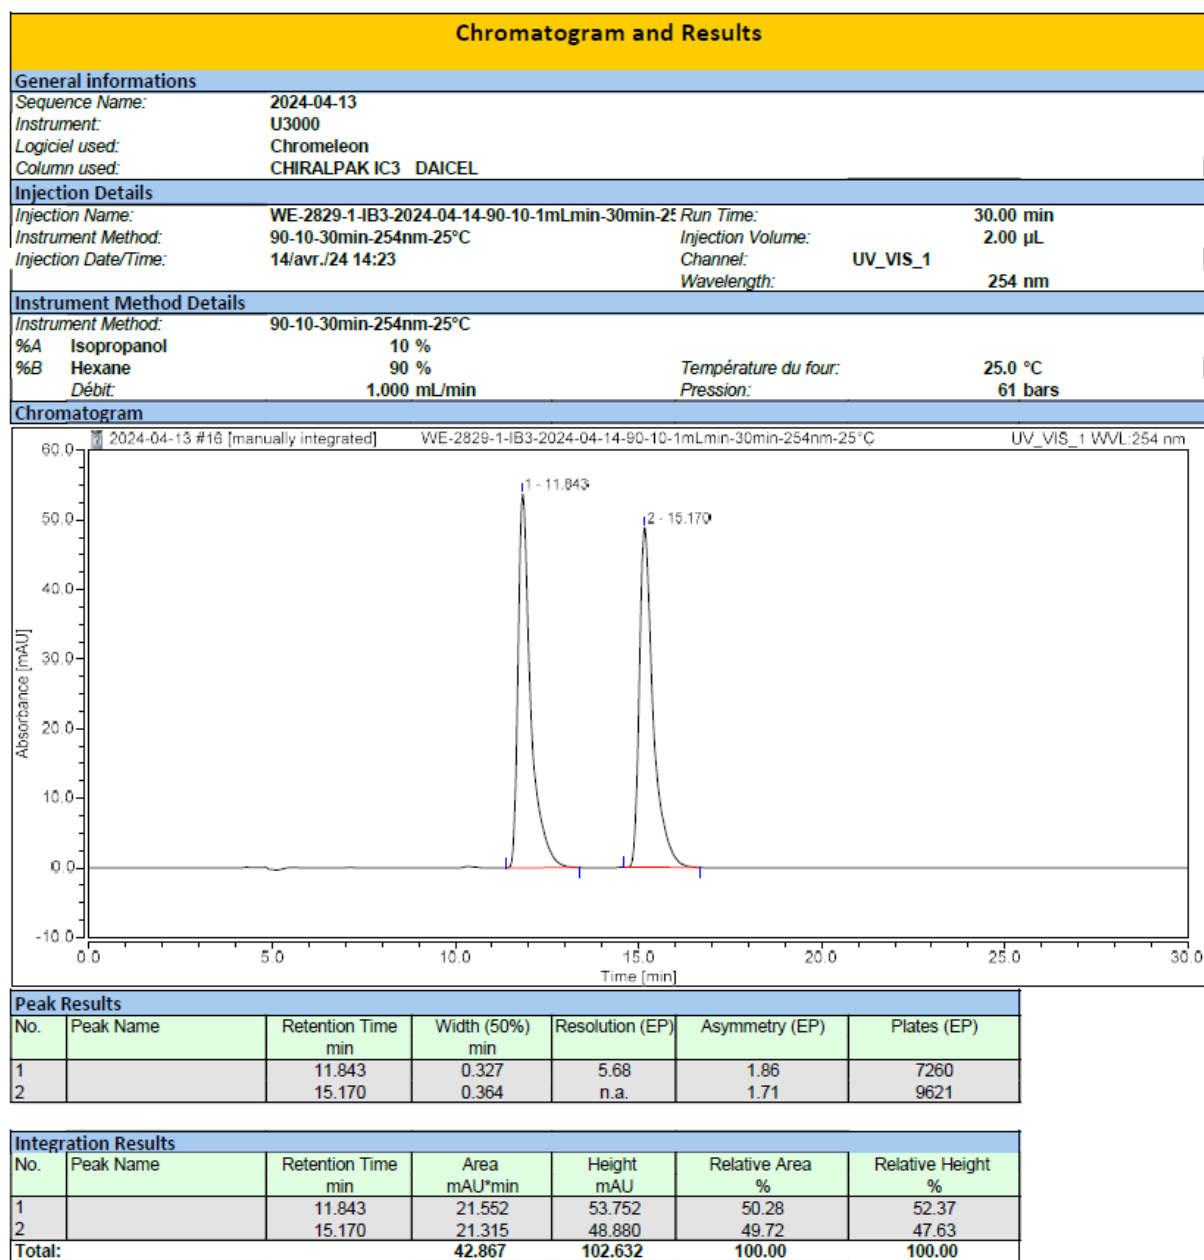 Chromatogram and Results
General informations
Sequence Name: 2024-04-13
Instrument: U3000
Logiciel used: Chromeleon
Column used: CHIRALPAK IC3 DAICEL
Injection Details
Injection Name: WE-2829-1-IB3-2024-04-14-90-10-1mLmin-30min-25 Run Time: 30.00 min
Instrument Method: 90-10-30min-254nm-25°C Injection Volume: 2.00 µL
Injection Date/Time: 14/avr./24 14:23 Channel: UV_VIS_1
Wavelength: 254 nm
Instrument Method Details
Instrument Method: 90-10-30min-254nm-25°C
%A Isopropanol 10 %
%B Hexane 90 % Température du four: 25.0 °C
Débit: 1.000 mL/min Pression: 61 bars
Chromatogram
2024-04-13 #16 [manually integrated] WE-2829-1-IB3-2024-04-14-90-10-1mLmin-30min-254nm-25°C UV_VIS_1 WVL:254 nm
60.0
1 - 11.843
50.0
2 - 15.170
40.0
30.0
20.0
10.0
0.0
-10.0
Absorbance [mAU]
0.0 5.0 10.0 15.0 20.0 25.0 30.0
Time [min]
Peak Results
No. Peak Name Retention Time Width (50%) Resolution (EP) Asymmetry (EP) Plates (EP)
min min
1 11.843 0.327 5.68 1.86 7260
2 15.170 0.364 n.a. 1.71 9621
Integration Results
No. Peak Name Retention Time Area Height Relative Area Relative Height
min mAU*min mAU % %
1 11.843 21.552 53.752 50.28 52.37
2 15.170 21.315 48.880 49.72 47.63
Total: 42.867 102.632 100.00 100.00